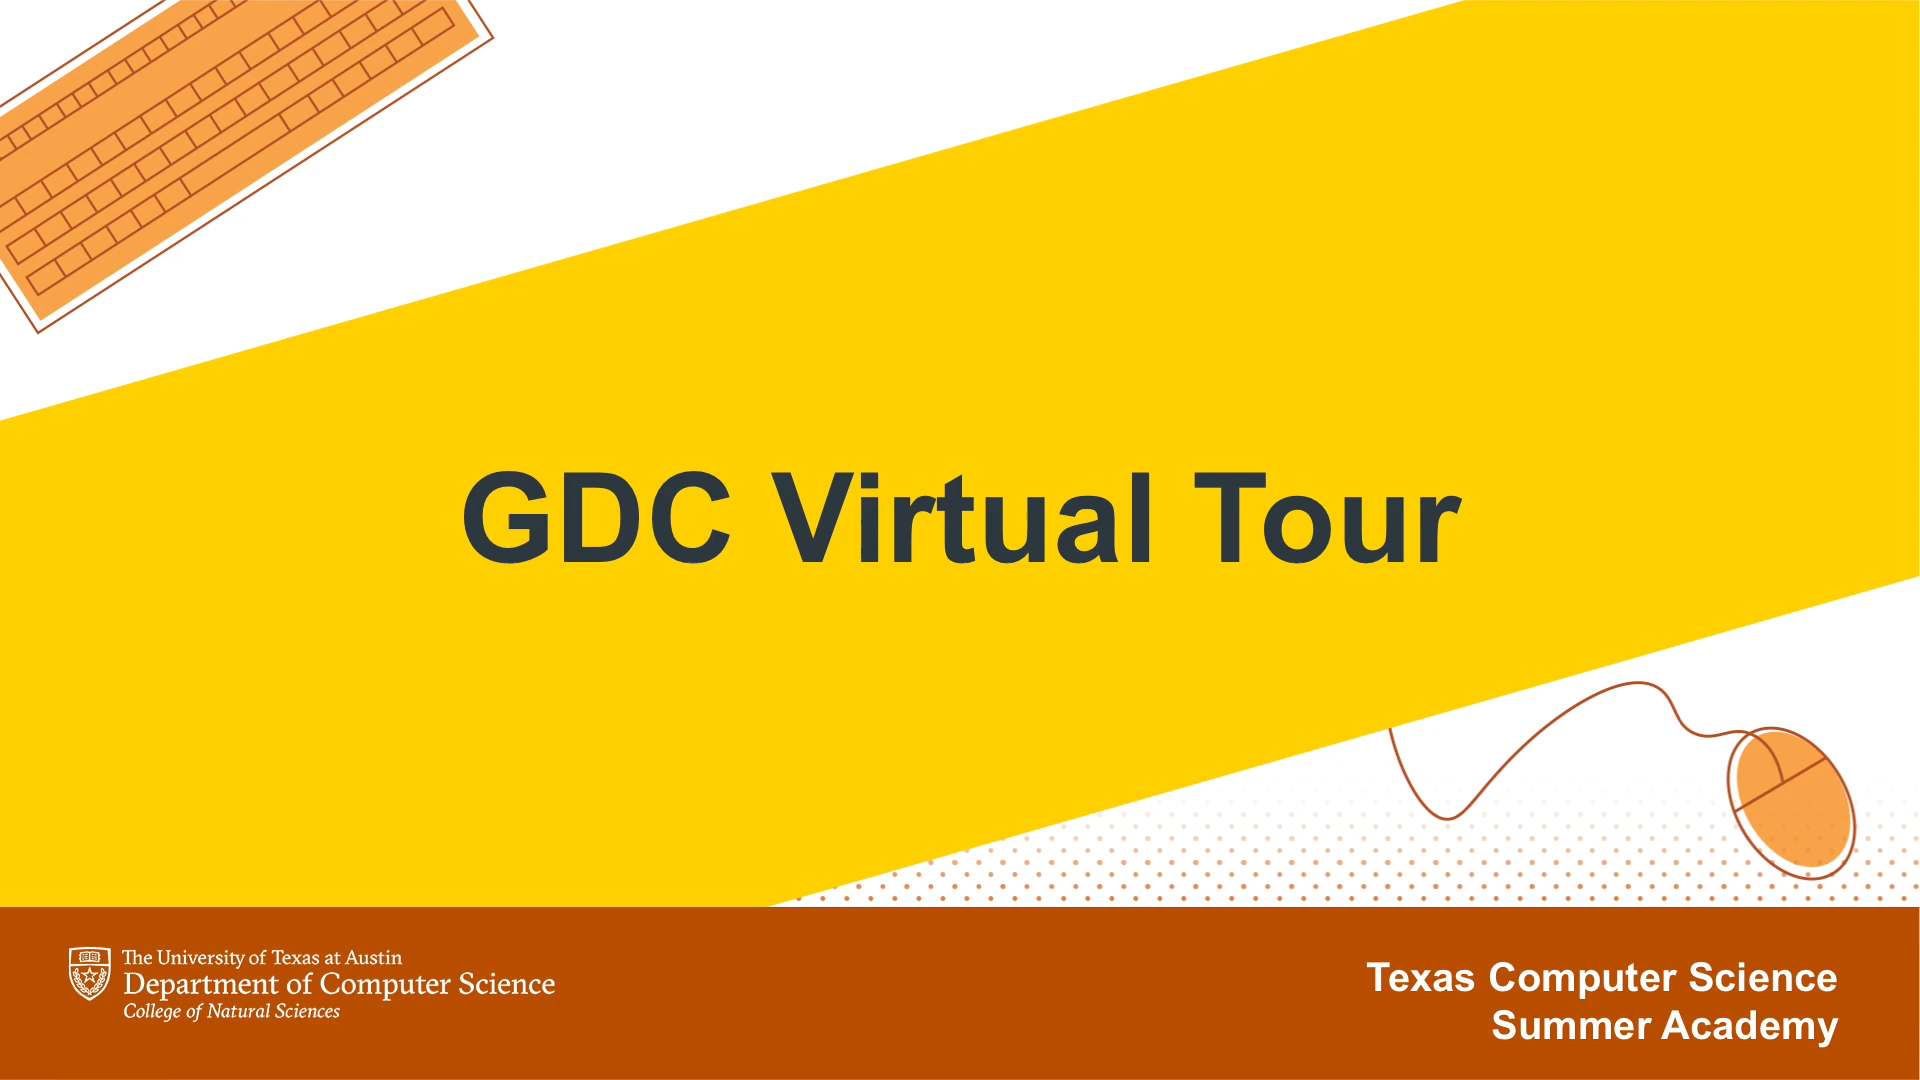 GDC Virtual Tour
The University of Texas at Austin
Department of Computer Science
College of Natural Sciences
Texas Computer Science
Summer Academy